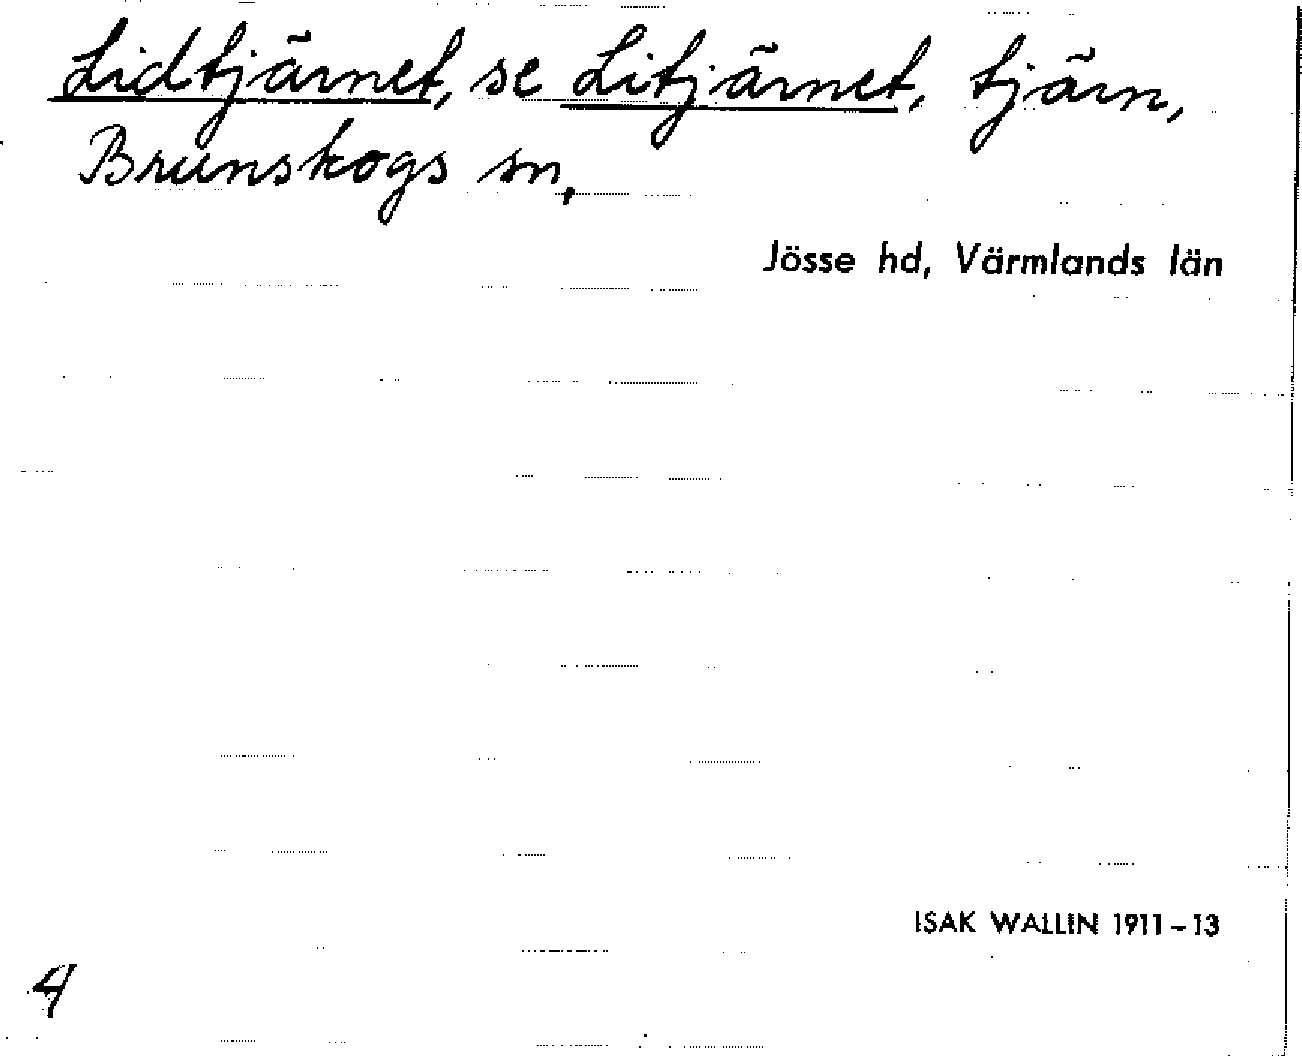 Lidtjärnet, se Litjärnet, tjärn,
Brunskogs sn,
Jösse hd, Värmlands län
ISAK WALLIN 1911-13
4